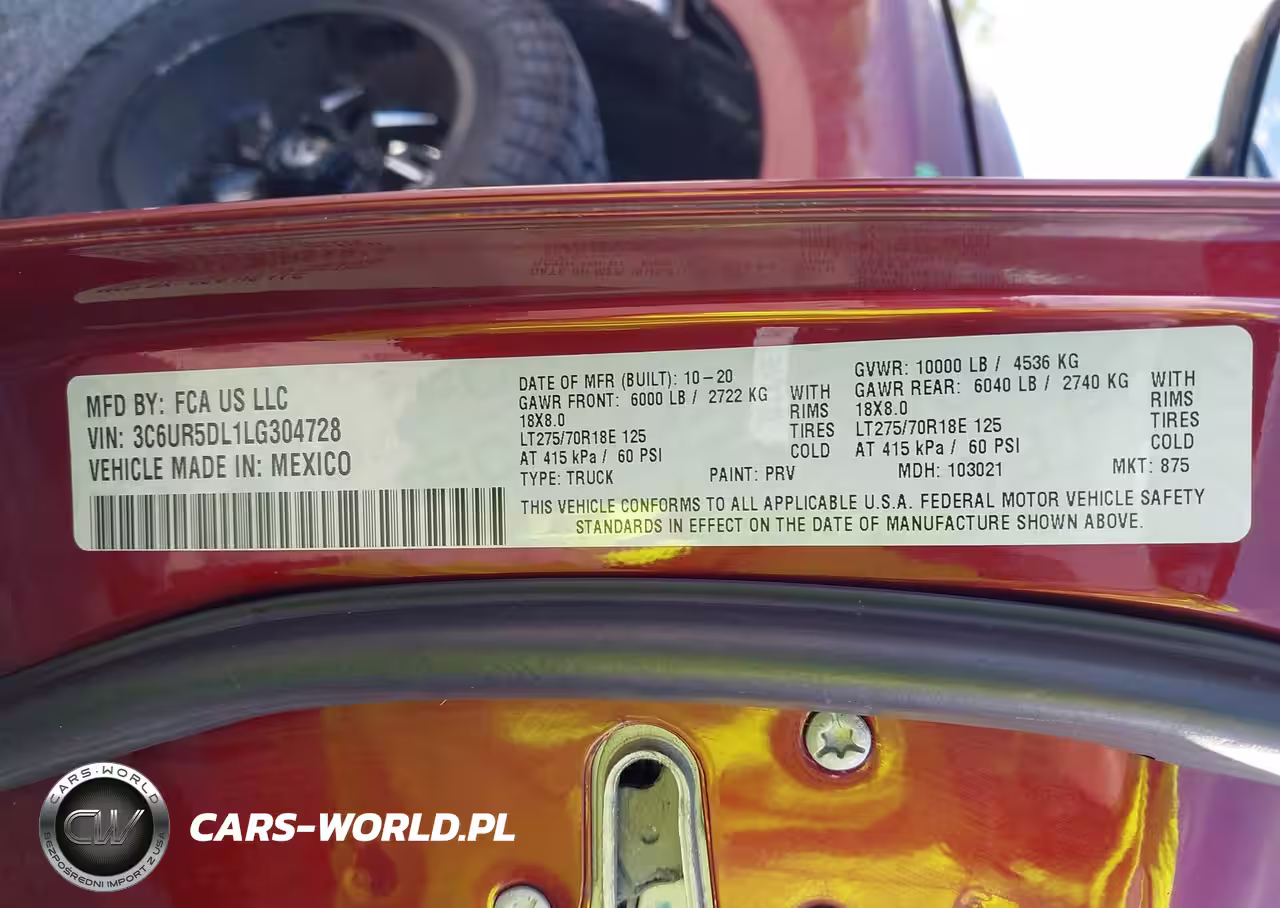 MFD BY: FCA US LLC
VIN: 3C6UR5DL1LG304728
VEHICLE MADE IN: MEXICO
DATE OF MFR (BUILT): 10-20
GAWR FRONT: 6000 LB / 2722 KG
18X8.0
LT275/70R18E 125
AT 415 kPa / 60 PSI
WITH
RIMS
TIRES
COLD
GVWR: 10000 LB / 4536 KG
GAWR REAR: 6040 LB / 2740 KG
18X8.0
LT275/70R18E 125
AT 415 kPa / 60 PSI
WITH
RIMS
TIRES
COLD
TYPE: TRUCK PAINT: PRV MDH: 103021 MKT: 875
THIS VEHICLE CONFORMS TO ALL APPLICABLE U.S.A. FEDERAL MOTOR VEHICLE SAFETY
STANDARDS IN EFFECT ON THE DATE OF MANUFACTURE SHOWN ABOVE.
CARS-WORLD
CW
BEZPOŚREDNI IMPORT Z USA
CARS-WORLD.PL